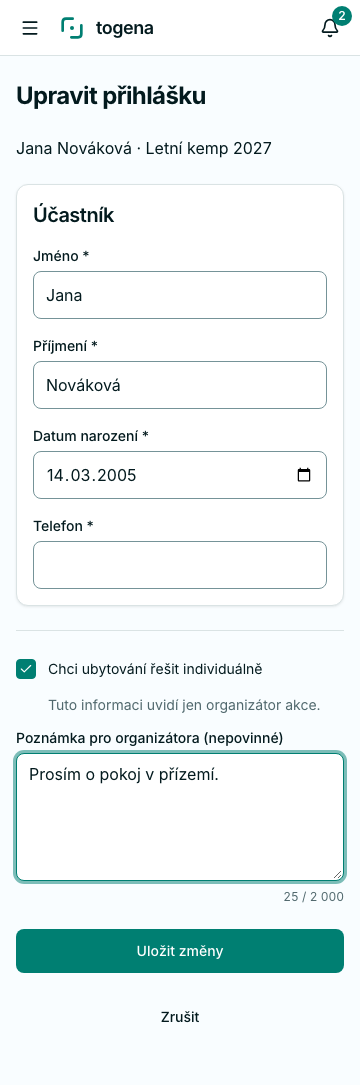 togena
2
Upravit přihlášku
Jana Nováková · Letní kemp 2027
Účastník
Jméno *
Jana
Příjmení *
Nováková
Datum narození *
14.03.2005
Telefon *
Chci ubytování řešit individuálně
Tuto informaci uvidí jen organizátor akce.
Poznámka pro organizátora (nepovinné)
Prosím o pokoj v přízemí.
25 / 2 000
Uložit změny
Zrušit